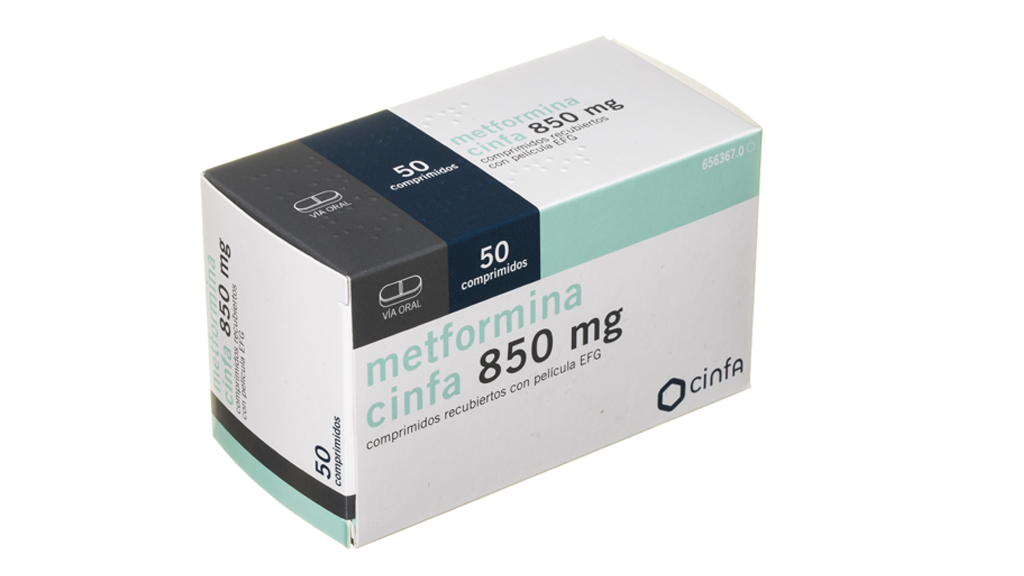 metformina
cinfa 850 mg
comprimidos recubiertos
con película EFG
50
comprimidos
VÍA ORAL
656367.0
50
comprimidos
VÍA ORAL
metformina
cinfa 850 mg
comprimidos recubiertos con película EFG
cinfa
metformina
cinfa 850 mg
comprimidos recubiertos
con película EFG
50
comprimidos